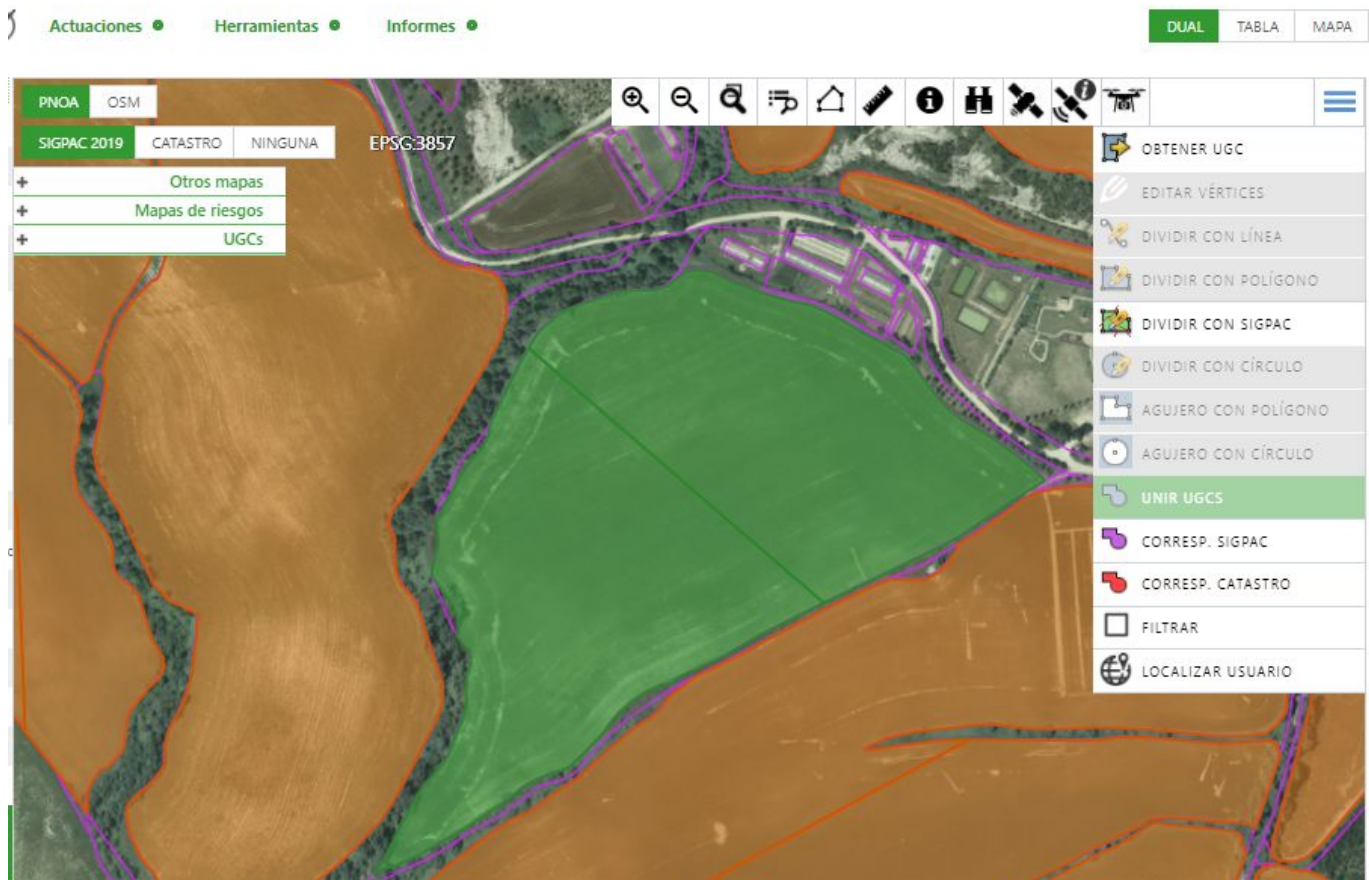 Actuaciones Herramientas Informes DUAL TABLA MAPA
PNOA OSM
SIGPAC 2019 CATASTRO NINGUNA EPSG:3857
+ Otros mapas
+ Mapas de riesgos
+ UGCs
OBTENER UGC
EDITAR VÉRTICES
DIVIDIR CON LÍNEA
DIVIDIR CON POLÍGONO
DIVIDIR CON SIGPAC
DIVIDIR CON CÍRCULO
AGUJERO CON POLÍGONO
AGUJERO CON CÍRCULO
UNIR UGCS
CORRESP. SIGPAC
CORRESP. CATASTRO
FILTRAR
LOCALIZAR USUARIO